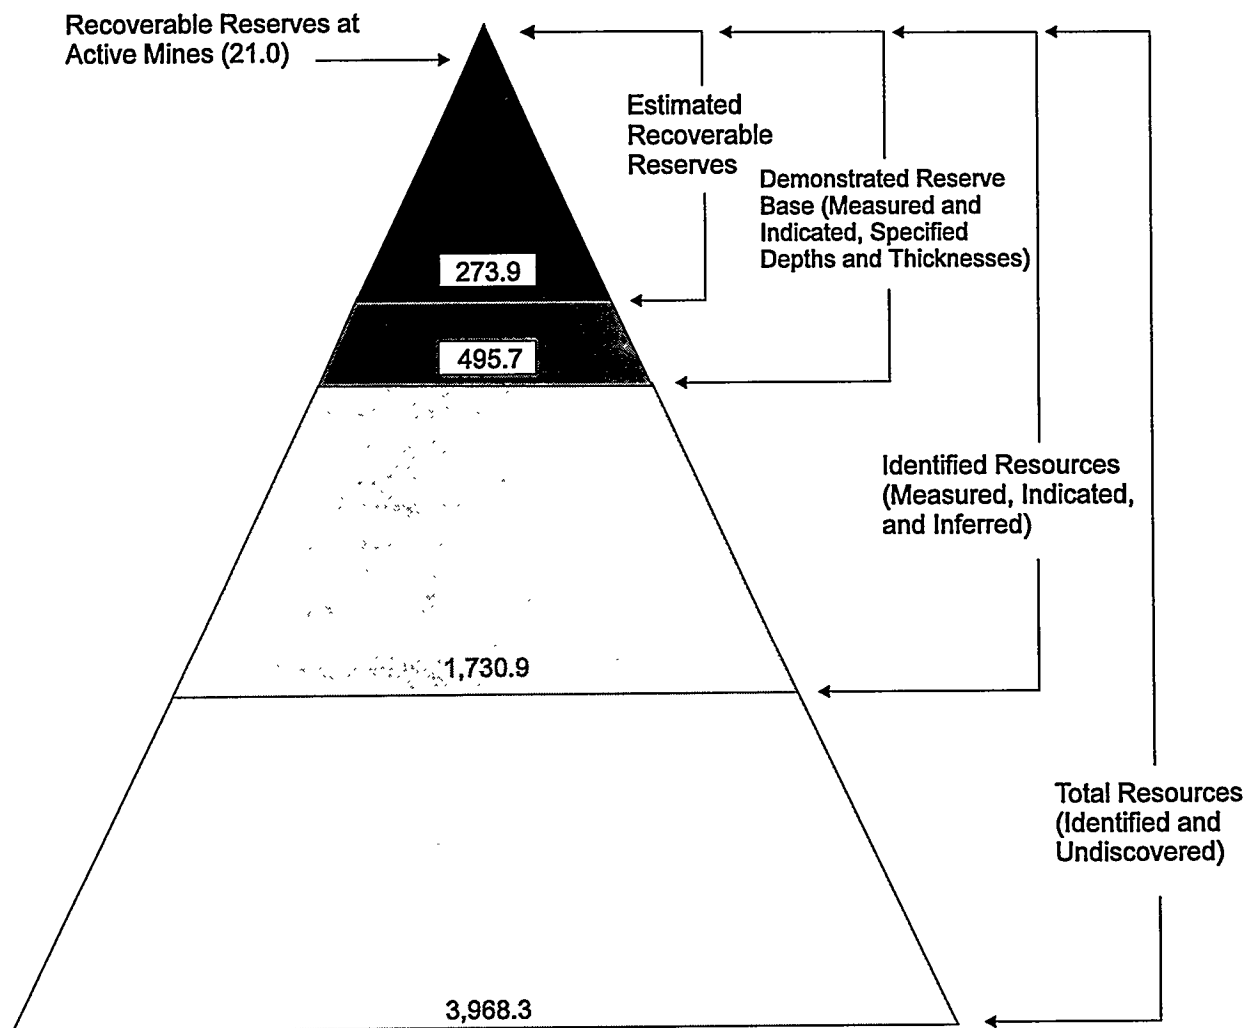 Recoverable Reserves at
Active Mines (21.0)
Estimated
Recoverable
Reserves
Demonstrated Reserve
Base (Measured and
Indicated, Specified
Depths and Thicknesses)
273.9
495.7
Identified Resources
(Measured, Indicated,
and Inferred)
1,730.9
Total Resources
(Identified and
Undiscovered)
3,968.3